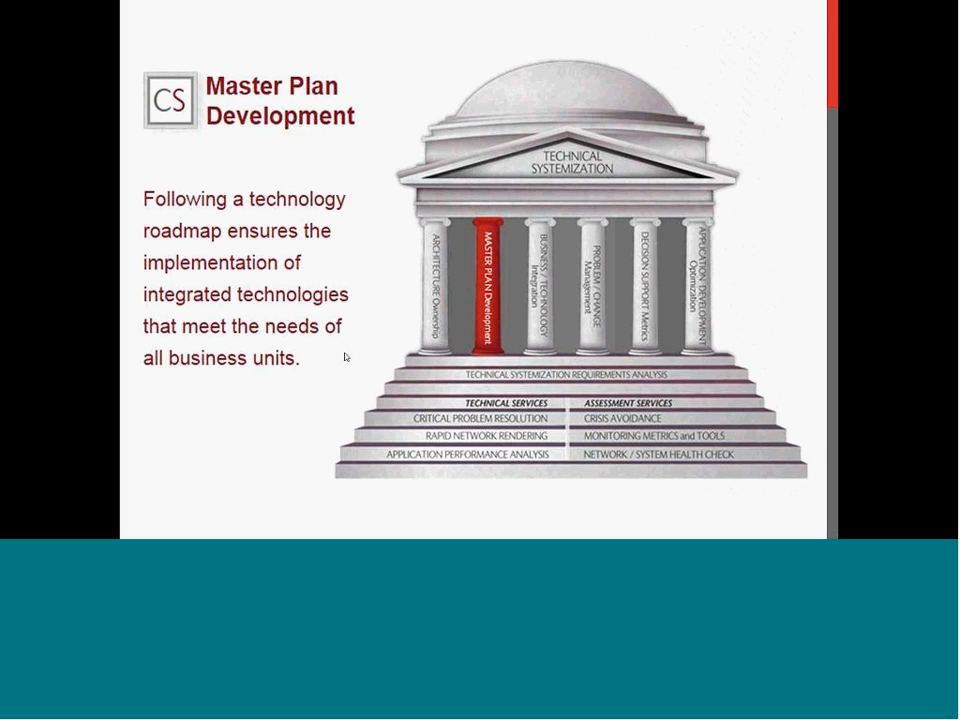 CS
Master Plan
Development
Following a technology
roadmap ensures the
implementation of
integrated technologies
that meet the needs of
all business units.
TECHNICAL
SYSTEMIZATION
ARCHITECTURE Ownership
MASTER PLAN Development
BUSINESS / TECHNOLOGY
Integration
PROBLEM / CHANGE
Management
DECISION SUPPORT Metrics
APPLICATION DEVELOPMENT
Optimization
TECHNICAL SYSTEMIZATION REQUIREMENTS ANALYSIS
TECHNICAL SERVICES
CRITICAL PROBLEM RESOLUTION
RAPID NETWORK RENDERING
APPLICATION PERFORMANCE ANALYSIS
ASSESSMENT SERVICES
CRISIS AVOIDANCE
MONITORING METRICS and TOOLS
NETWORK / SYSTEM HEALTH CHECK